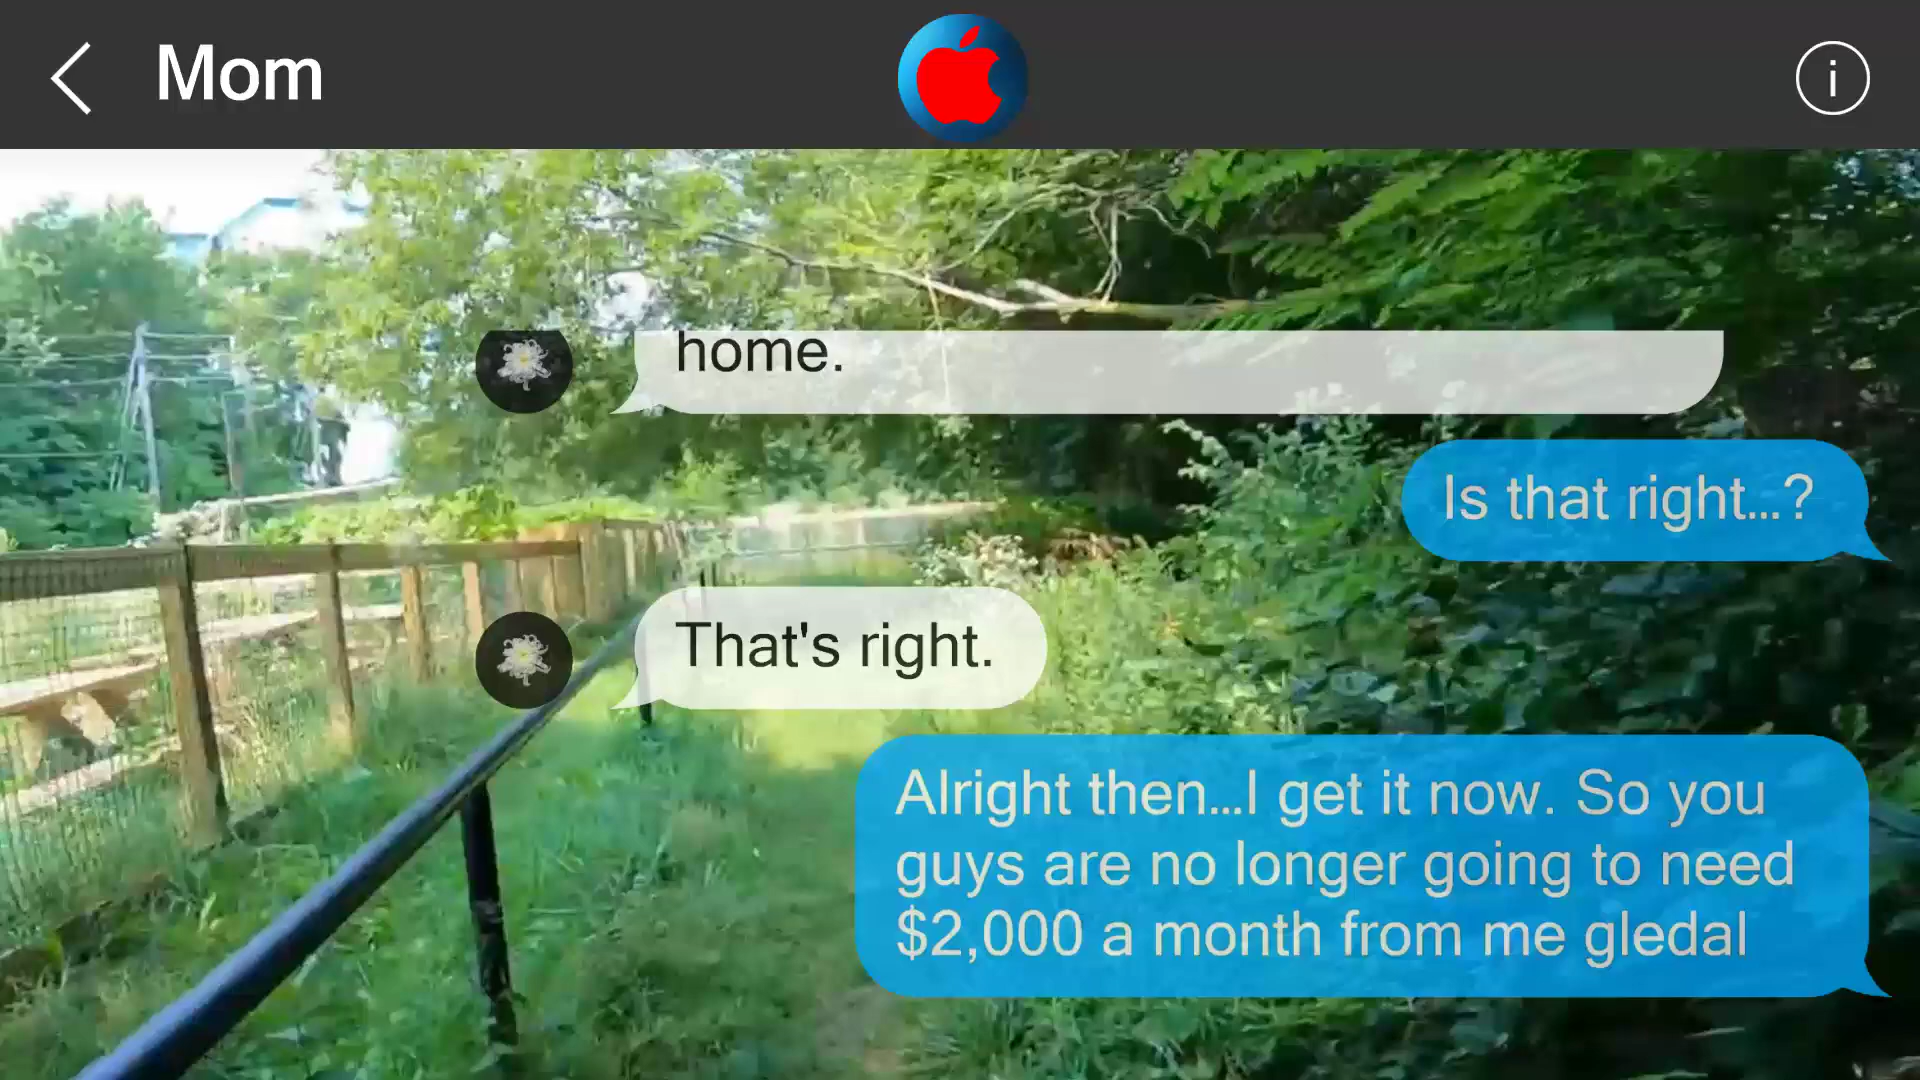 Mom
i
home.
Is that right...?
That's right.
Alright then...I get it now. So you
guys are no longer going to need
$2,000 a month from me gledal